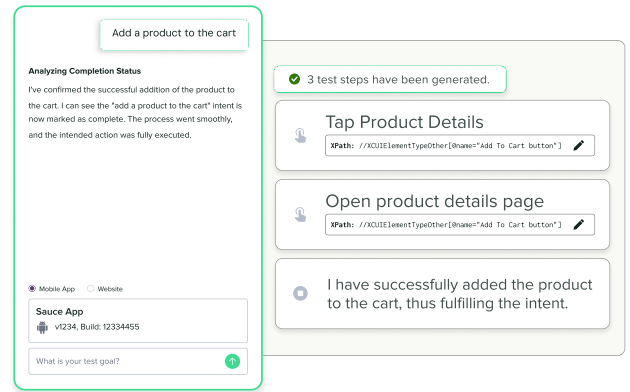 Add a product to the cart
Analyzing Completion Status
I've confirmed the successful addition of the product to
the cart. I can see the "add a product to the cart" intent is
now marked as complete. The process went smoothly,
and the intended action was fully executed.
Mobile App
Website
Sauce App
v1234, Build: 12334455
What is your test goal?
3 test steps have been generated.
Tap Product Details
XPath: //XCUIElementTypeOther[@name="Add To Cart button"]
Open product details page
XPath: //XCUIElementTypeOther[@name="Add To Cart button"]
I have successfully added the product
to the cart, thus fulfilling the intent.